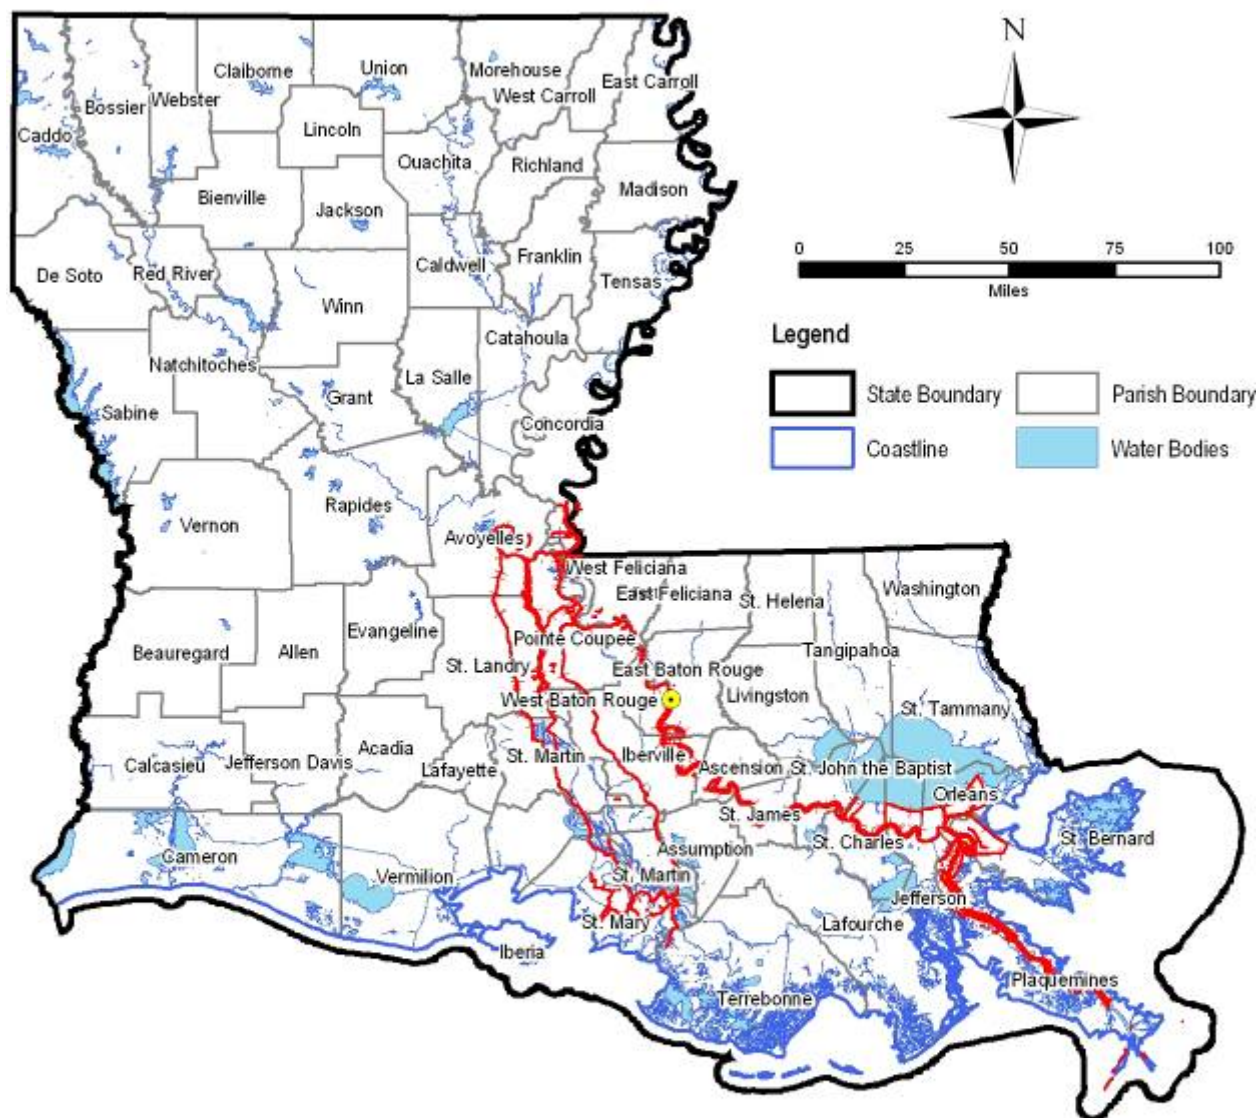 N
0 25 50 75 100
Miles
Legend
State Boundary
Parish Boundary
Coastline
Water Bodies
Claiborne
Union
Morehouse
East Carroll
West Carroll
Webster
Bossier
Caddo
Lincoln
Ouachita
Richland
Madison
Bienville
Jackson
Franklin
Caldwell
De Soto
Red River
Tensas
Winn
Catahoula
Natchitoches
La Salle
Grant
Sabine
Concordia
Rapides
Vernon
Avoyelles
West Feliciana
East Feliciana
St. Helena
Washington
Evangeline
Pointe Coupee
Beauregard
Allen
St. Landry
East Baton Rouge
Tangipahoa
Livingston
West Baton Rouge
St. Tammany
Acadia
St. Martin
Iberville
Calcasieu
Jefferson Davis
Lafayette
Ascension
St. John the Baptist
Orleans
St. James
St. Charles
St. Bernard
Cameron
Assumption
Vermilion
St. Martin
Jefferson
St. Mary
Lafourche
Iberia
Plaquemines
Terrebonne